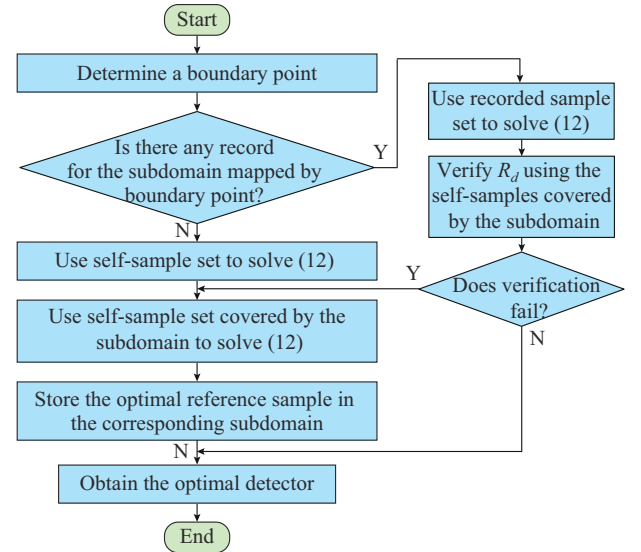 Start
Determine a boundary point
Is there any record
for the subdomain mapped by
boundary point?
Y
N
Use recorded sample
set to solve (12)
Verify R_d using the
self-samples covered
by the subdomain
Does verification
fail?
Y
N
Use self-sample set to solve (12)
Use self-sample set covered by the
subdomain to solve (12)
Store the optimal reference sample in
the corresponding subdomain
N
Obtain the optimal detector
End